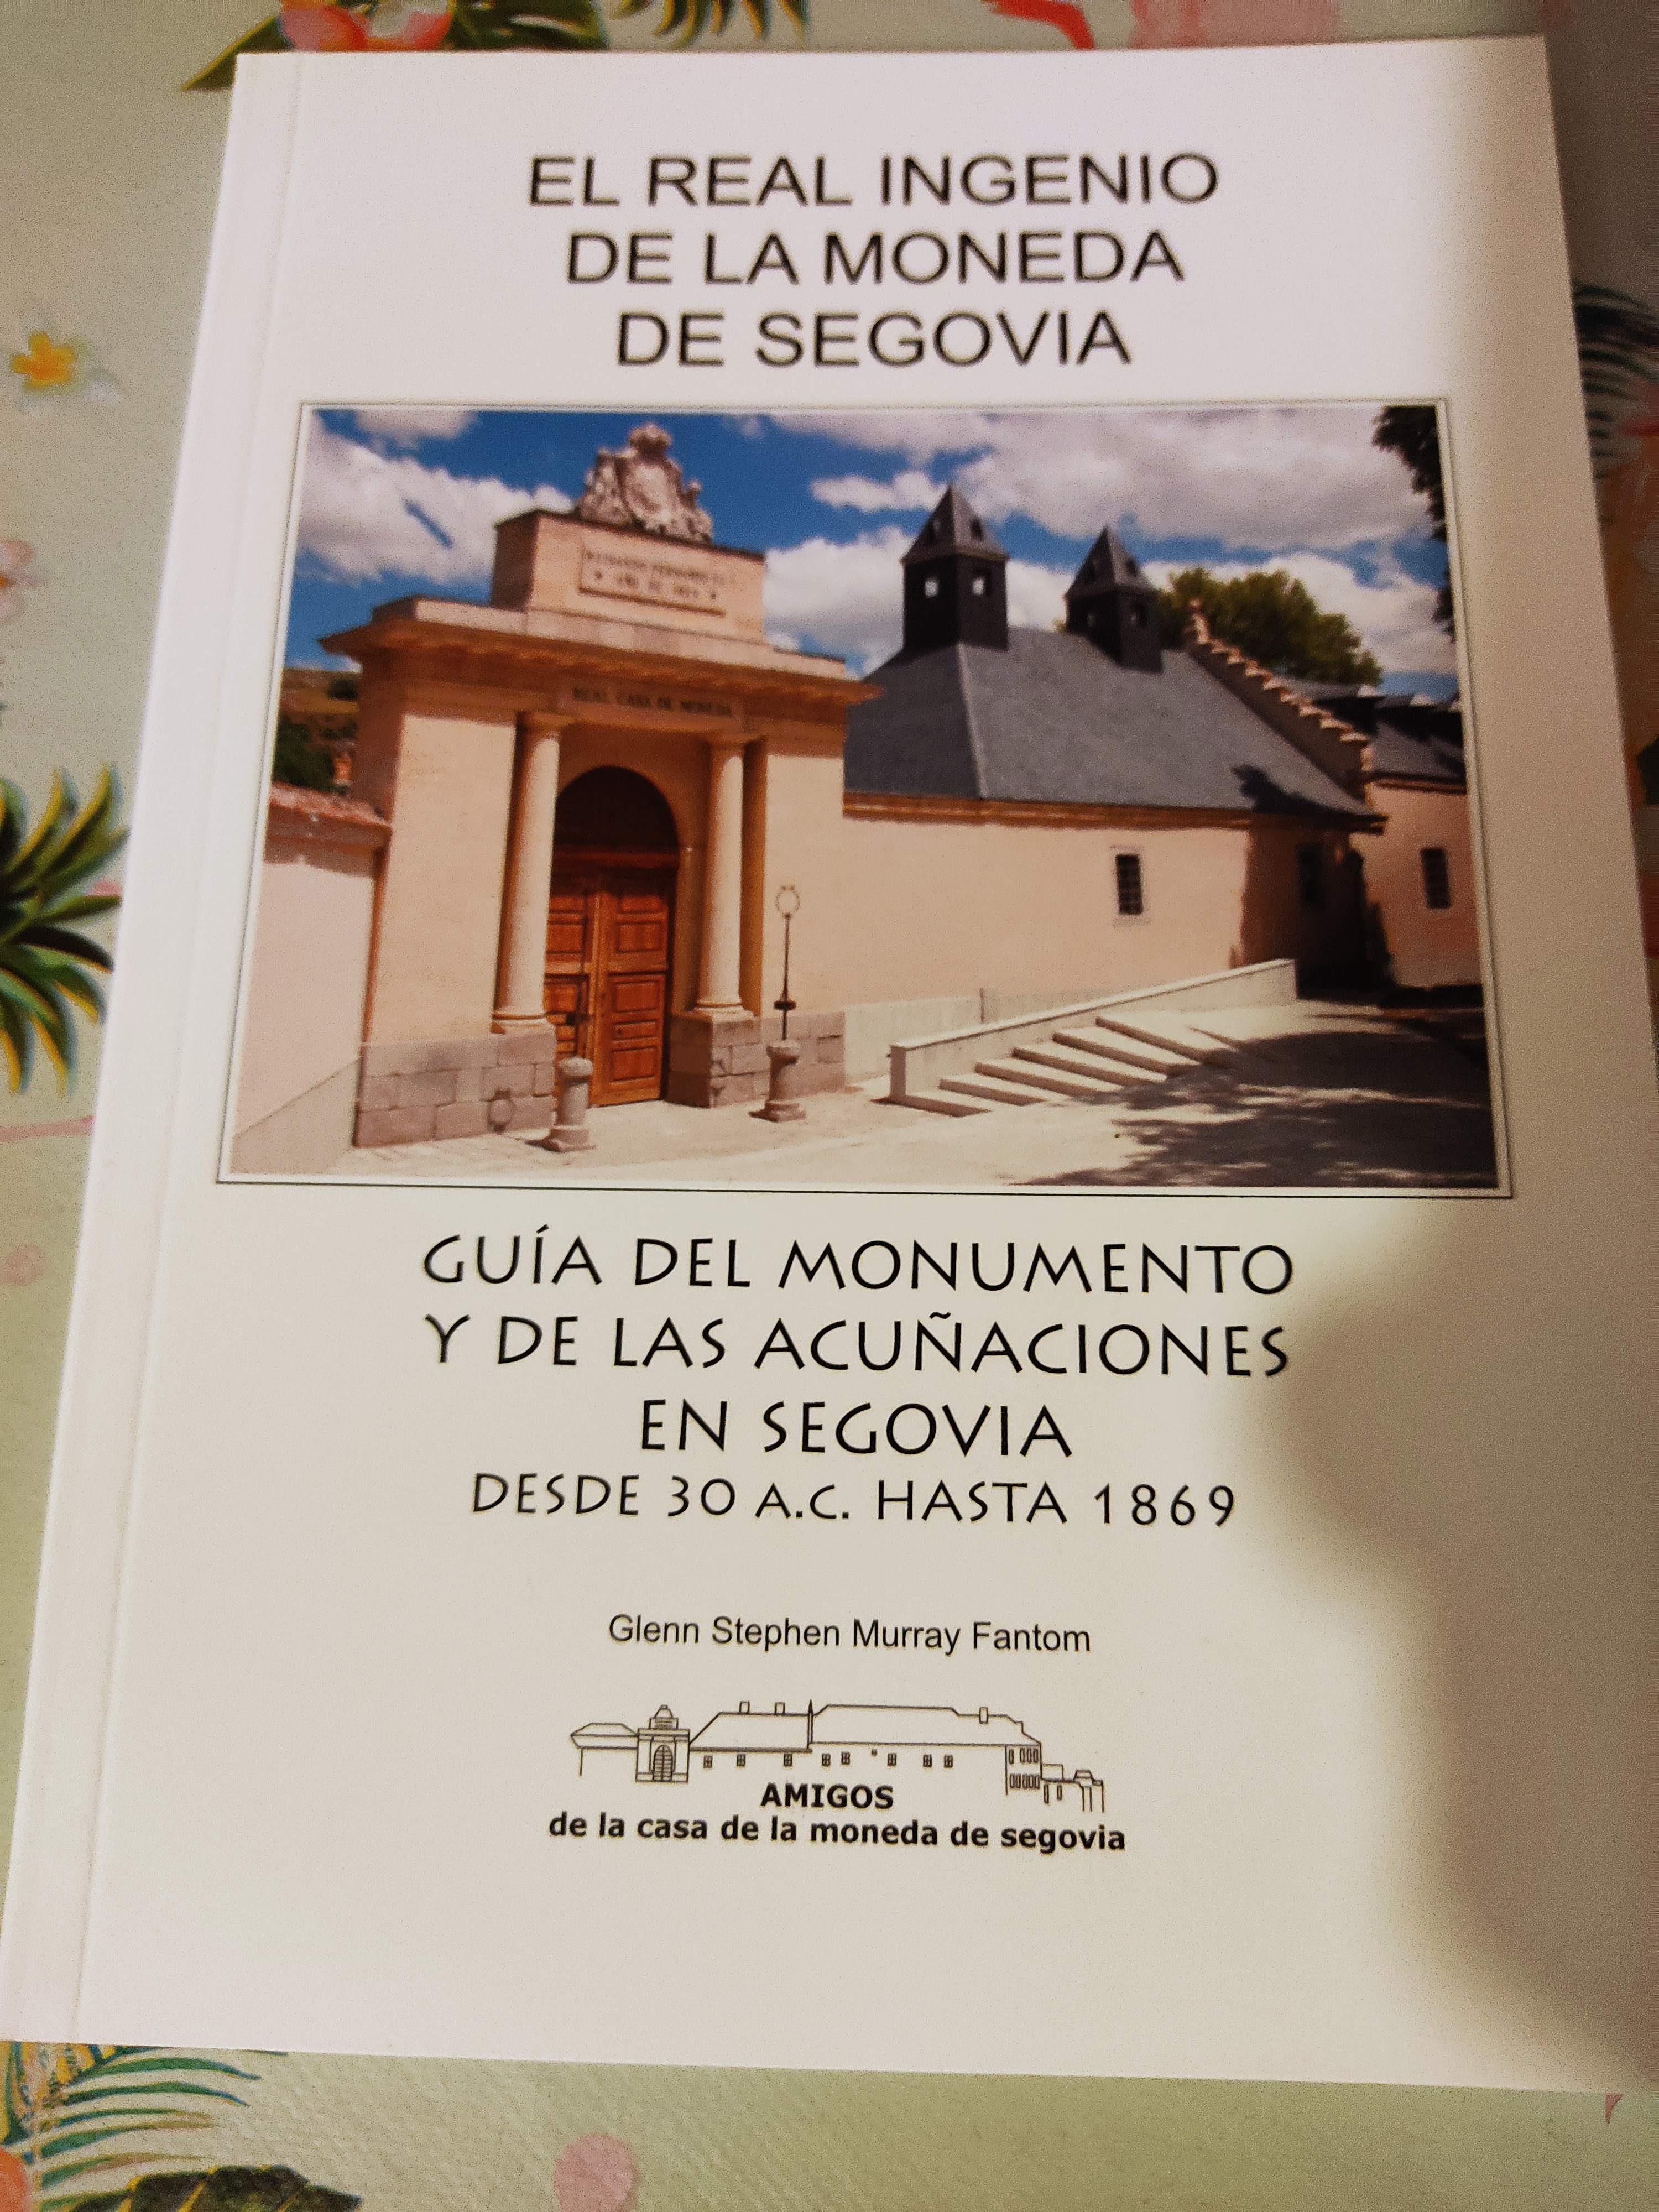 EL REAL INGENIO
DE LA MONEDA
DE SEGOVIA
REAL CASA DE MONEDA
GUÍA DEL MONUMENTO
Y DE LAS ACUÑACIONES
EN SEGOVIA
DESDE 30 A.C. HASTA 1869
Glenn Stephen Murray Fantom
AMIGOS
de la casa de la moneda de segovia